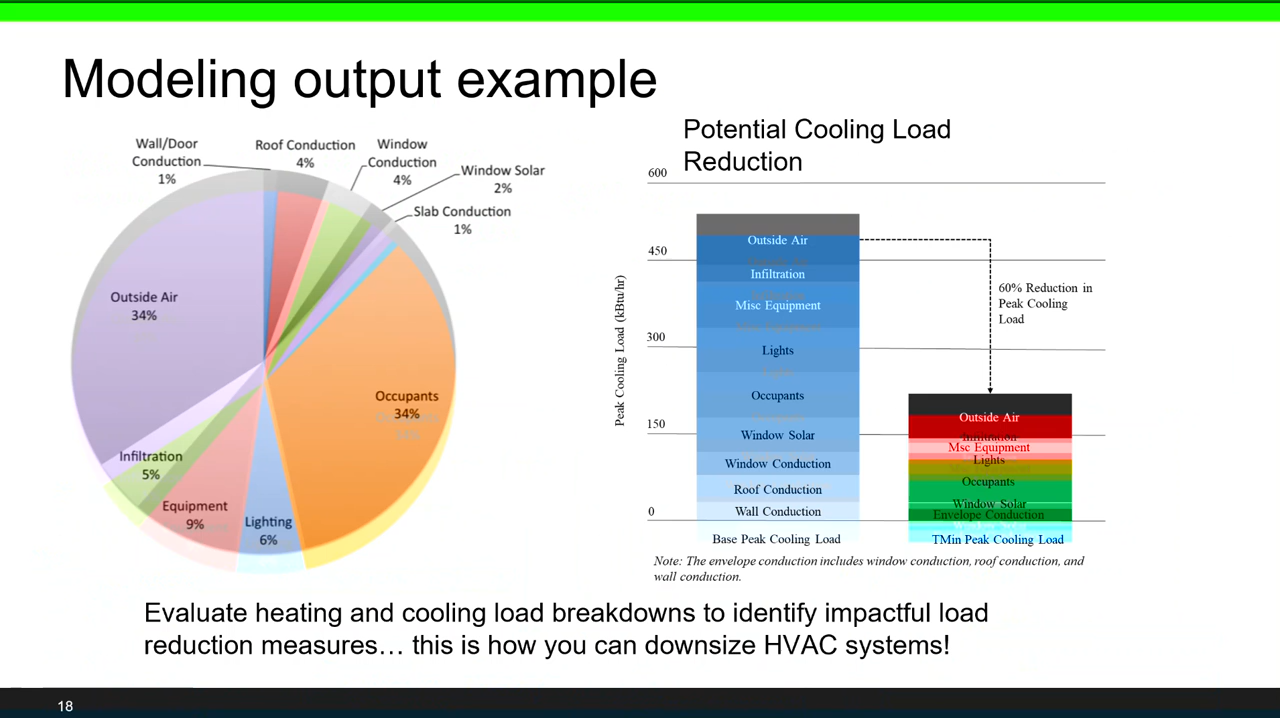 Modeling output example
Wall/Door
Conduction
1%
Roof Conduction
4%
Window
Conduction
4%
Window Solar
2%
Slab Conduction
1%
Outside Air
34%
Occupants
34%
Infiltration
5%
Equipment
9%
Lighting
6%
Potential Cooling Load
Reduction
Peak Cooling Load (kBtu/hr)
600
450
300
150
0
Outside Air
Infiltration
Misc Equipment
Lights
Occupants
Window Solar
Window Conduction
Roof Conduction
Wall Conduction
Base Peak Cooling Load
60% Reduction in
Peak Cooling
Load
Outside Air
Infiltration
Msc Equipment
Lights
Occupants
Window Solar
Envelope Conduction
TMin Peak Cooling Load
Note: The envelope conduction includes window conduction, roof conduction, and
wall conduction.
Evaluate heating and cooling load breakdowns to identify impactful load
reduction measures… this is how you can downsize HVAC systems!
18